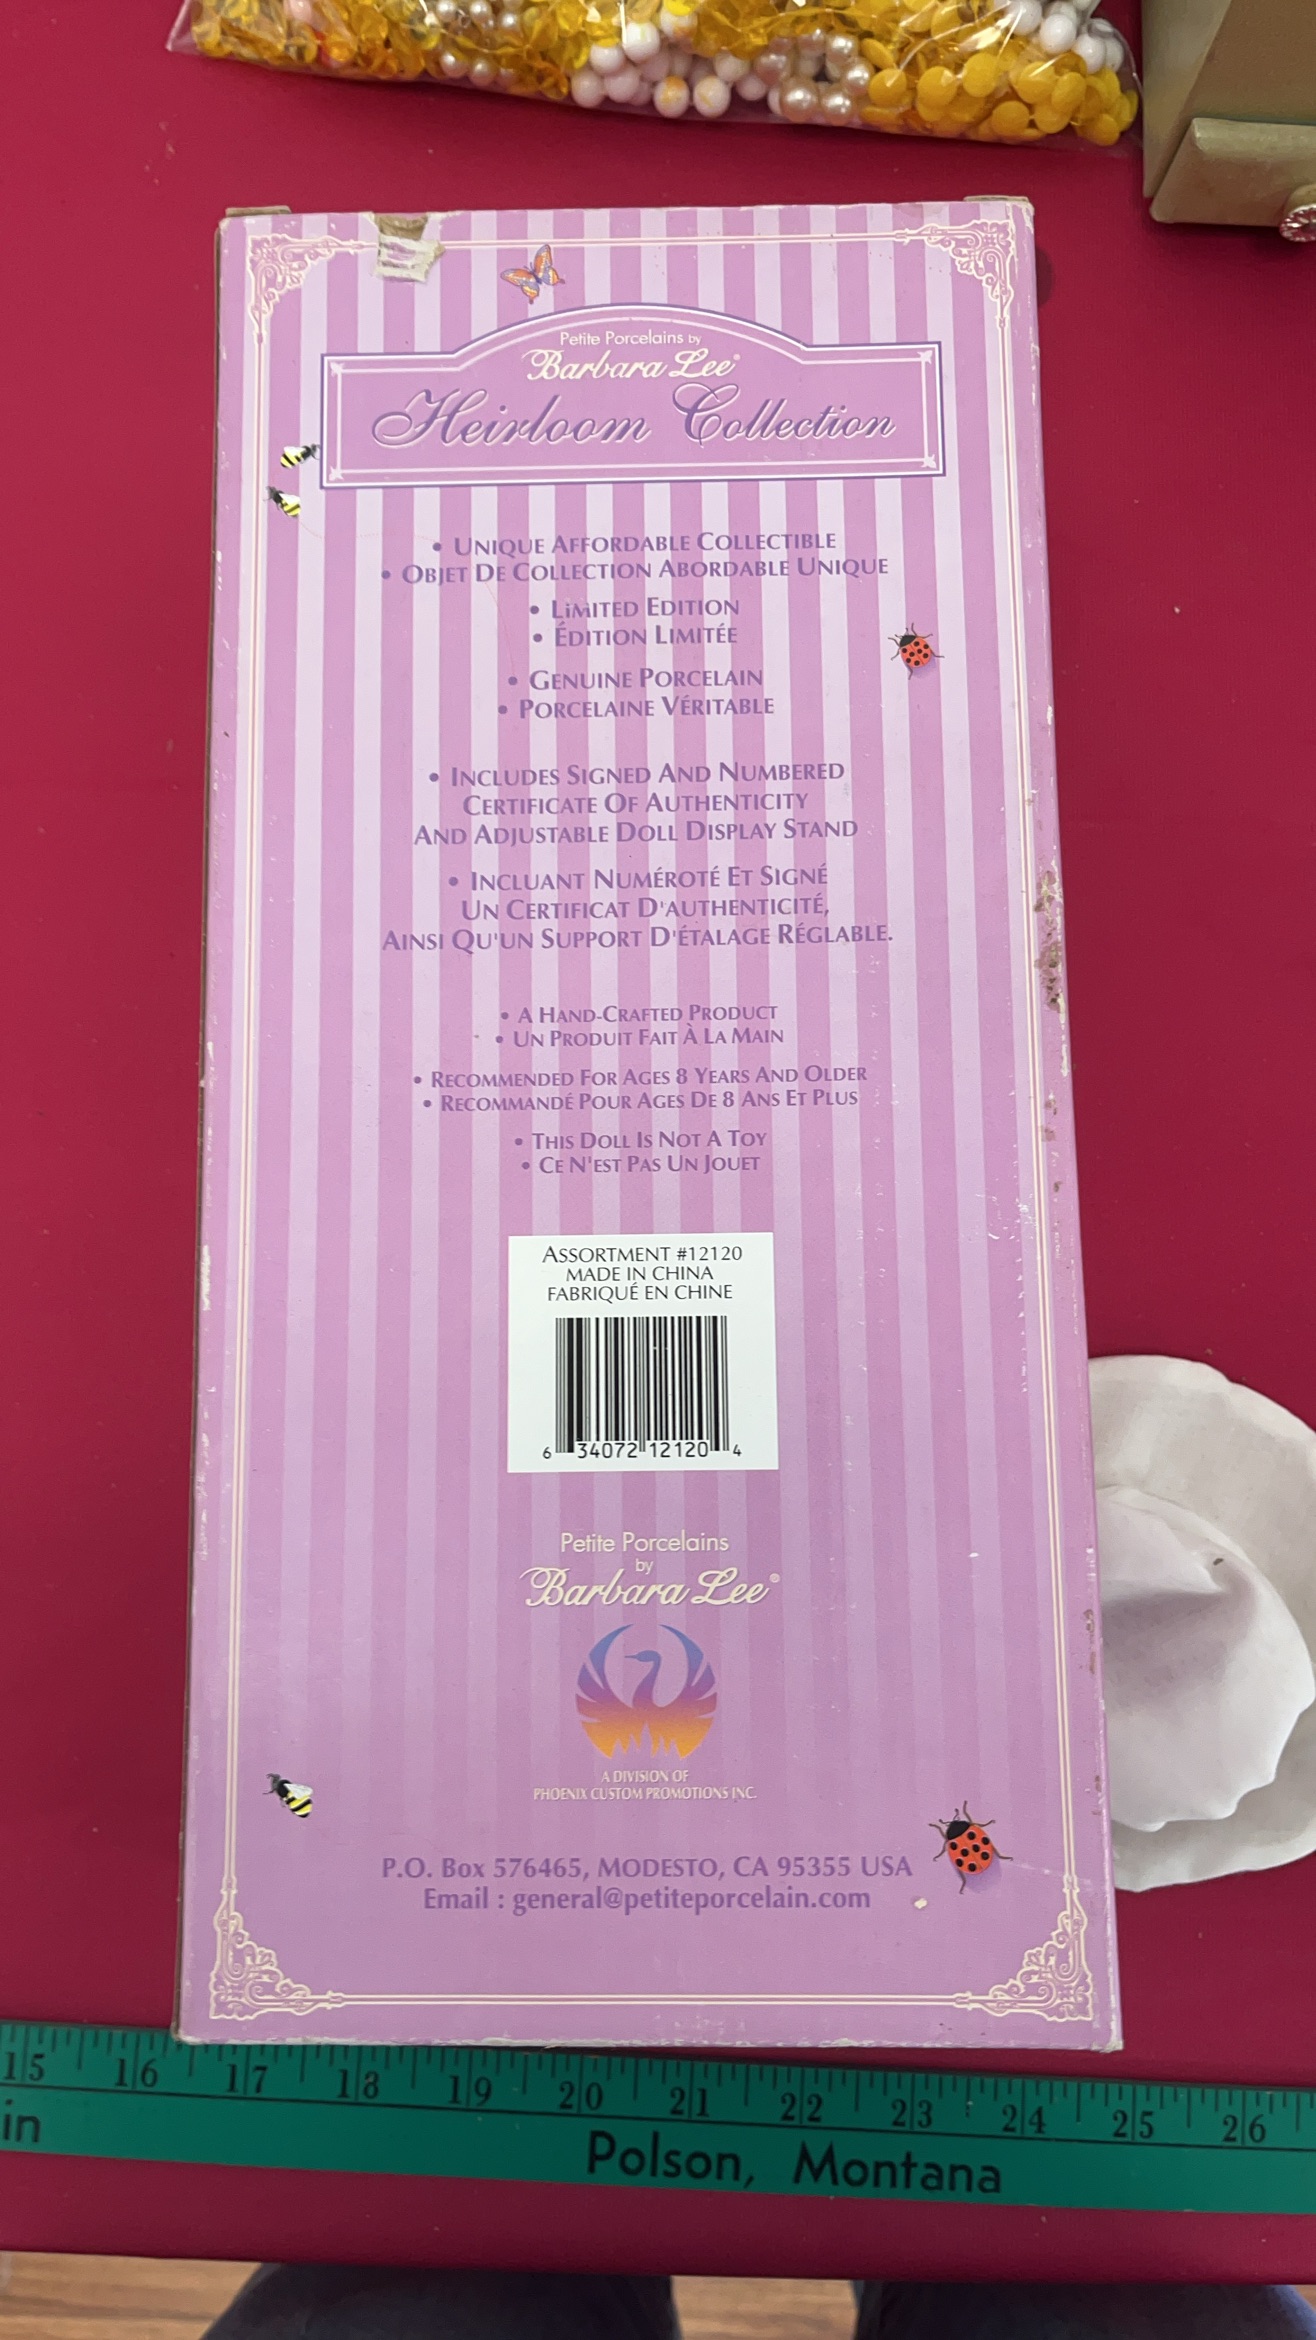 Petite Porcelains by
Barbara Lee®
Heirloom Collection
• UNIQUE AFFORDABLE COLLECTIBLE
• OBJET DE COLLECTION ABORDABLE UNIQUE
• LiMITED EDITION
• ÉDITION LIMITÉE
• GENUINE PORCELAIN
• PORCELAINE VÉRITABLE
• INCLUDES SIGNED AND NUMBERED
CERTIFICATE OF AUTHENTICITY
AND ADJUSTABLE DOLL DISPLAY STAND
• INCLUANT NUMÉROTÉ ET SIGNÉ
UN CERTIFICAT D'AUTHENTICITÉ,
AINSI QU'UN SUPPORT D'ÉTALAGE RÉGLABLE.
• A HAND-CRAFTED PRODUCT
• UN PRODUIT FAIT À LA MAIN
• RECOMMENDED FOR AGES 8 YEARS AND OLDER
• RECOMMANDÉ POUR AGES DE 8 ANS ET PLUS
• THIS DOLL IS NOT A TOY
• CE N'EST PAS UN JOUET
ASSORTMENT #12120
MADE IN CHINA
FABRIQUÉ EN CHINE
6 34072 12120 4
Petite Porcelains
by
Barbara Lee®
A DIVISION OF
PHOENIX CUSTOM PROMOTIONS INC.
P.O. Box 576465, MODESTO, CA 95355 USA
Email : general@petiteporcelain.com
15 16 17 18 19 20 21 22 23 24 25 26
in
Polson, Montana